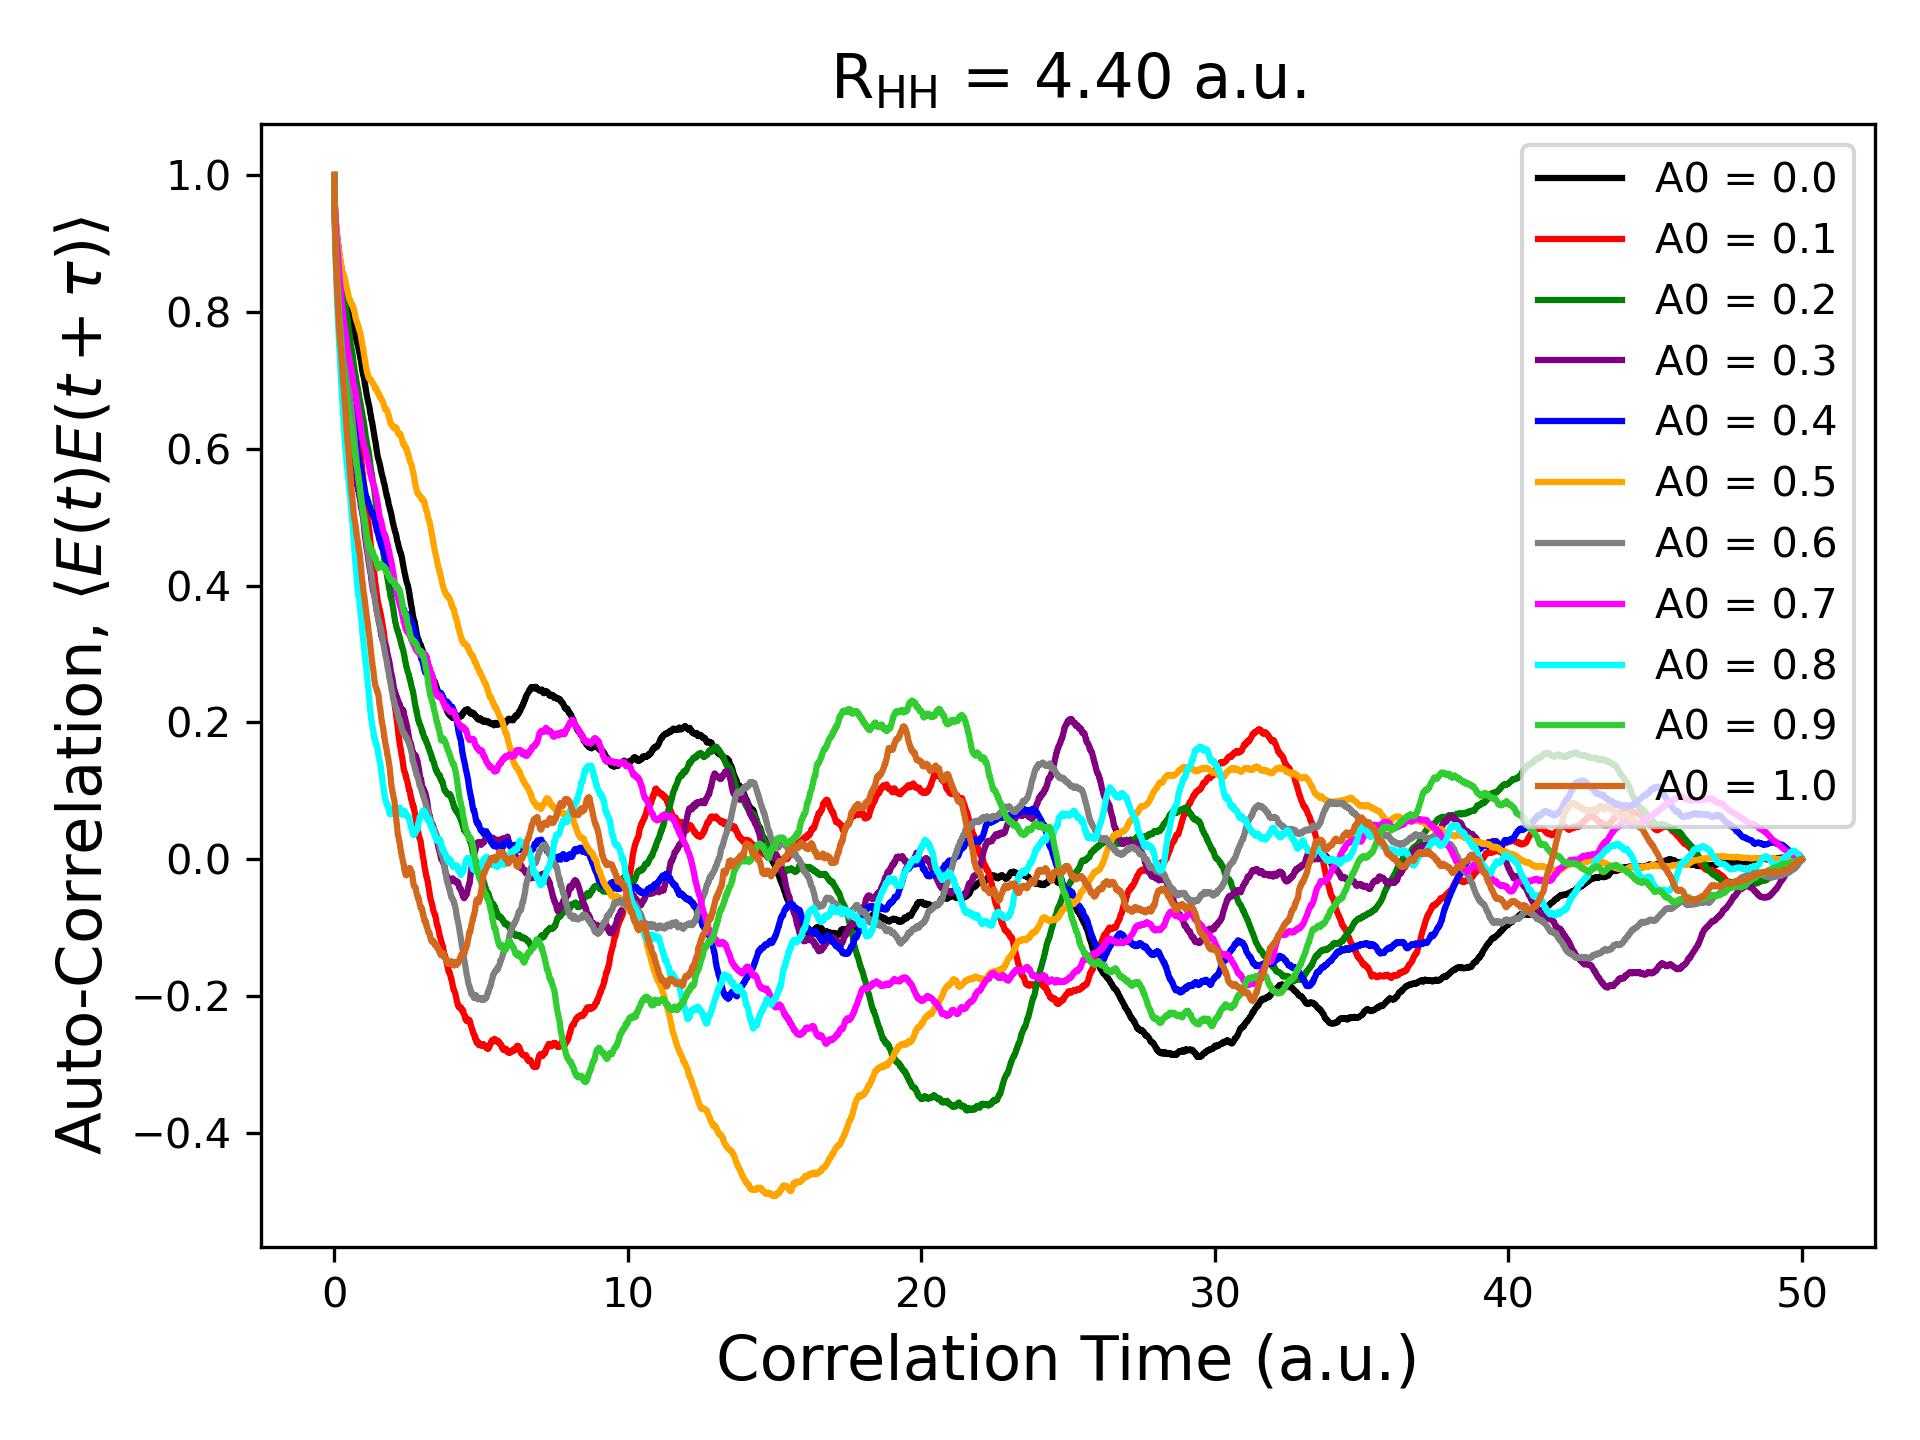 R_HH = 4.40 a.u.
Auto-Correlation, ⟨E(t)E(t + τ)⟩
1.0
0.8
0.6
0.4
0.2
0.0
−0.2
−0.4
A0 = 0.0
A0 = 0.1
A0 = 0.2
A0 = 0.3
A0 = 0.4
A0 = 0.5
A0 = 0.6
A0 = 0.7
A0 = 0.8
A0 = 0.9
A0 = 1.0
0 10 20 30 40 50
Correlation Time (a.u.)